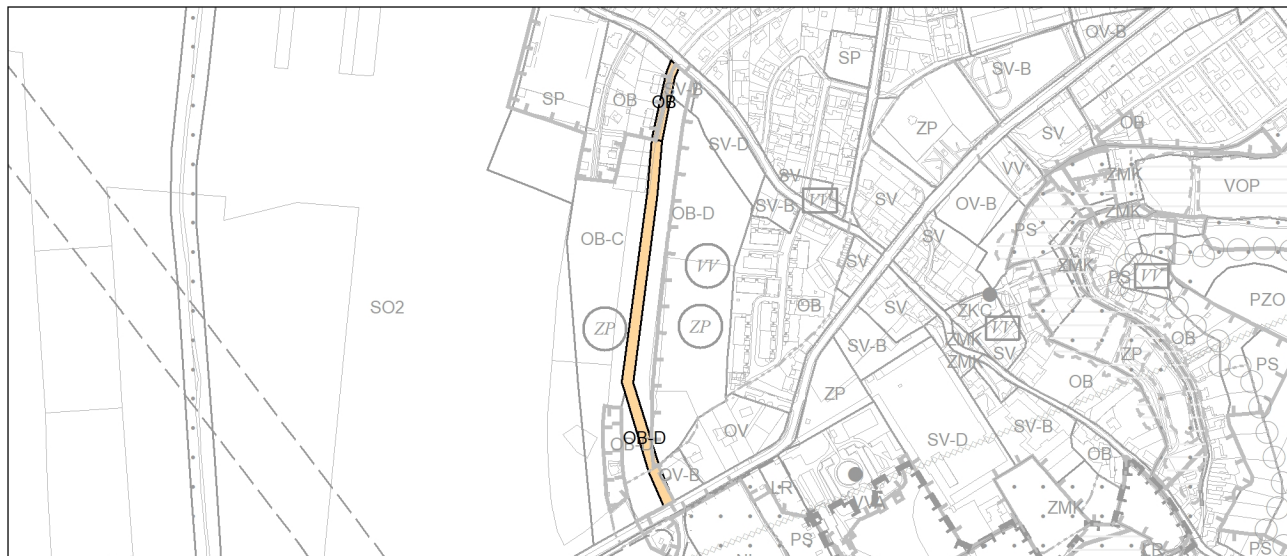 OV-B
SP
SV-B
SP
OB
SV-B
OB
ZP
SV
OB
SV-D
VV
ZMK
VOP
SV
VV
SV-B
SV
OV-B
ZMK
OB-D
PS
OB-C
SV
SV
ZMK
VV
PS
VV
PZO
SO2
ZKC
ZP
ZP
OB
SV
VV
ZMK
SV
ZMK
OB
SV-B
ZP
OB
PS
ZP
OB
OV
SV-B
OB-D
SV-D
OB
OV-B
LR
ZMK
PS
PS